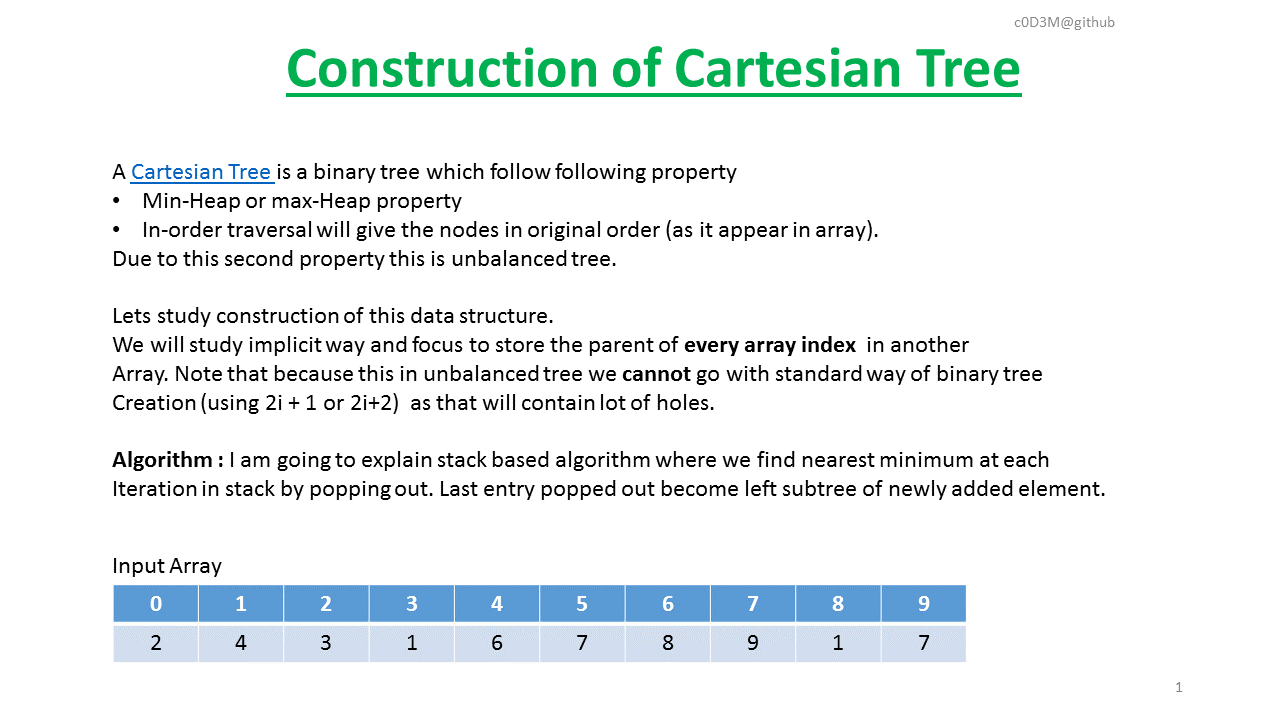 c0D3M@github
Construction of Cartesian Tree
A Cartesian Tree is a binary tree which follow following property
• Min-Heap or max-Heap property
• In-order traversal will give the nodes in original order (as it appear in array).
Due to this second property this is unbalanced tree.
Lets study construction of this data structure.
We will study implicit way and focus to store the parent of every array index in another
Array. Note that because this in unbalanced tree we cannot go with standard way of binary tree
Creation (using 2i + 1 or 2i+2) as that will contain lot of holes.
Algorithm : I am going to explain stack based algorithm where we find nearest minimum at each
Iteration in stack by popping out. Last entry popped out become left subtree of newly added element.
Input Array
0 1 2 3 4 5 6 7 8 9
2 4 3 1 6 7 8 9 1 7
1